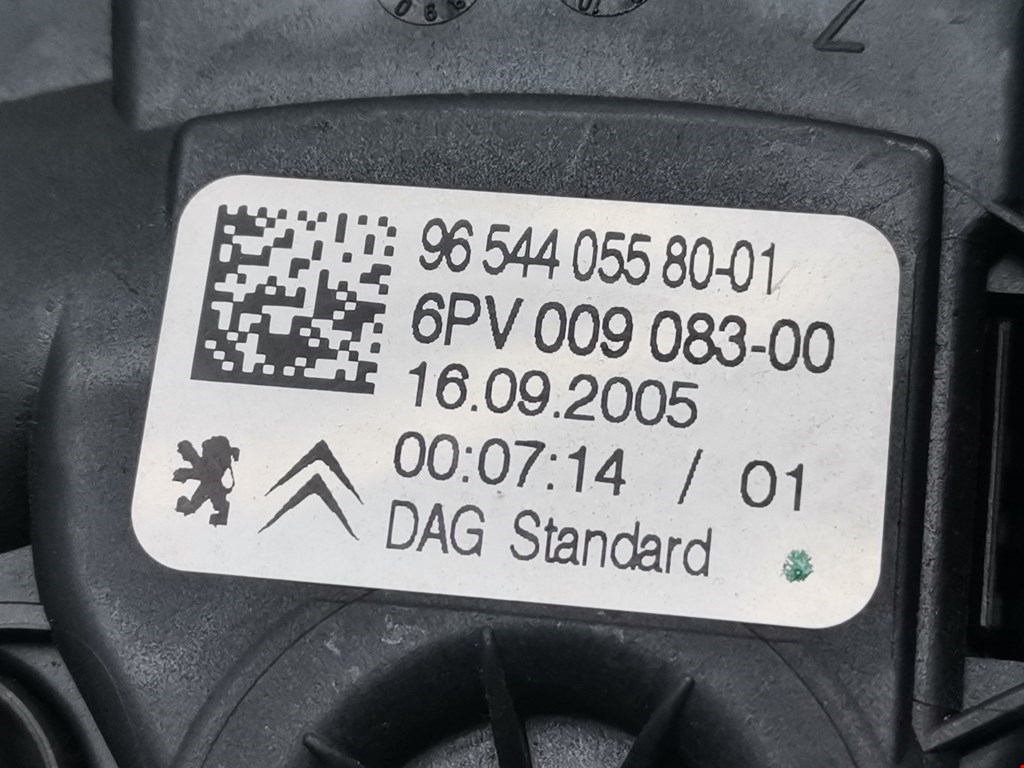 96 544 055 80-01
6PV 009 083-00
16.09.2005
00:07:14 / 01
DAG Standard